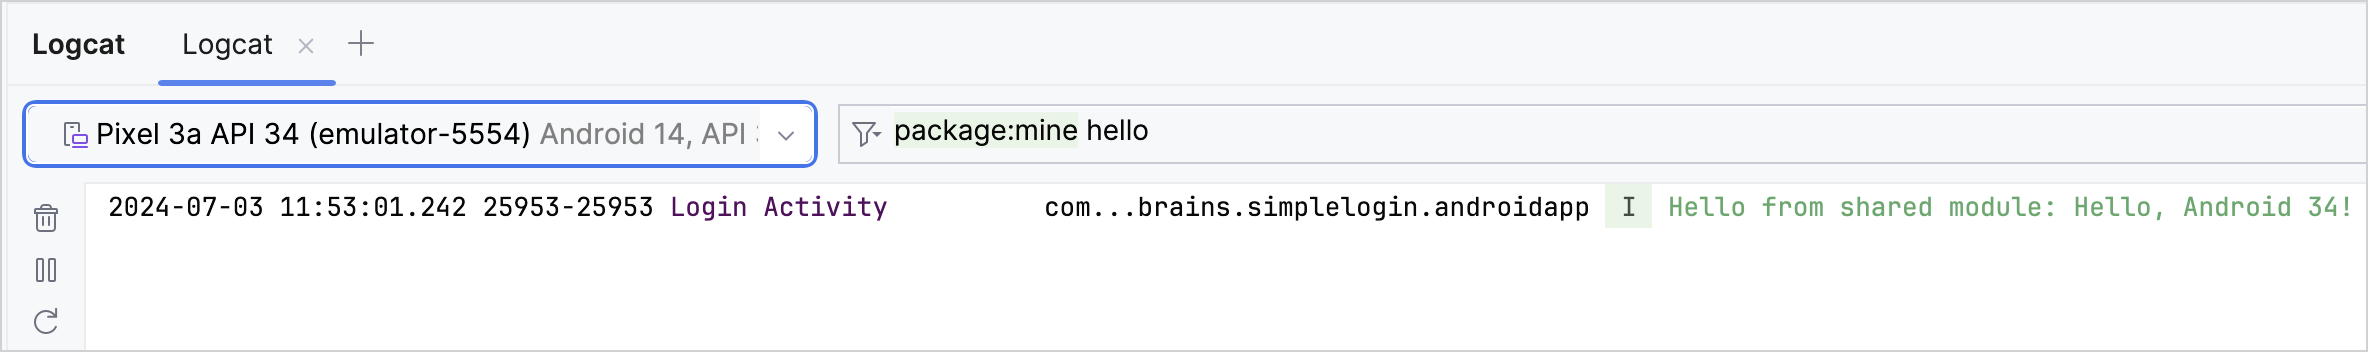 Logcat Logcat
Pixel 3a API 34 (emulator-5554) Android 14, API
package:mine hello
2024-07-03 11:53:01.242 25953-25953 Login Activity com...brains.simplelogin.androidapp I Hello from shared module: Hello, Android 34!